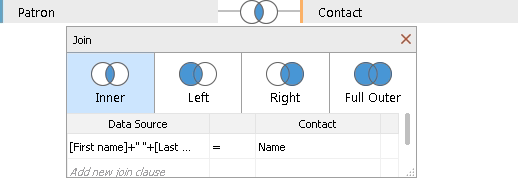 Patron Contact
Join
Inner Left Right Full Outer
Data Source Contact
[First name]+" "+[Last ... = Name
Add new join clause